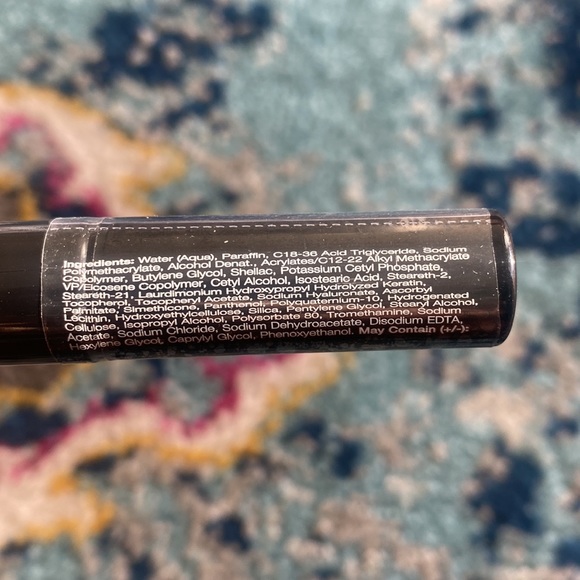 Ingredients: Water (Aqua), Paraffin, C18-36 Acid Triglyceride, Sodium
Polymethacrylate, Alcohol Denat., Acrylates/C12-22 Alkyl Methacrylate
Copolymer, Butylene Glycol, Shellac, Potassium Cetyl Phosphate,
VP/Eicosene Copolymer, Cetyl Alcohol, Isostearic Acid, Steareth-2,
Steareth-21, Laurdimonium Hydroxypropyl Hydrolyzed Keratin,
Tocopherol, Tocopheryl Acetate, Sodium Hyaluronate, Ascorbyl
Palmitate, Simethicone, Panthenol, Polyquaternium-10, Hydrogenated
Lecithin, Hydroxyethylcellulose, Silica, Pentylene Glycol, Stearyl Alcohol,
Cellulose, Isopropyl Alcohol, Polysorbate 80, Tromethamine, Sodium
Acetate, Sodium Chloride, Sodium Dehydroacetate, Disodium EDTA,
Hexylene Glycol, Caprylyl Glycol, Phenoxyethanol. May Contain (+/-):